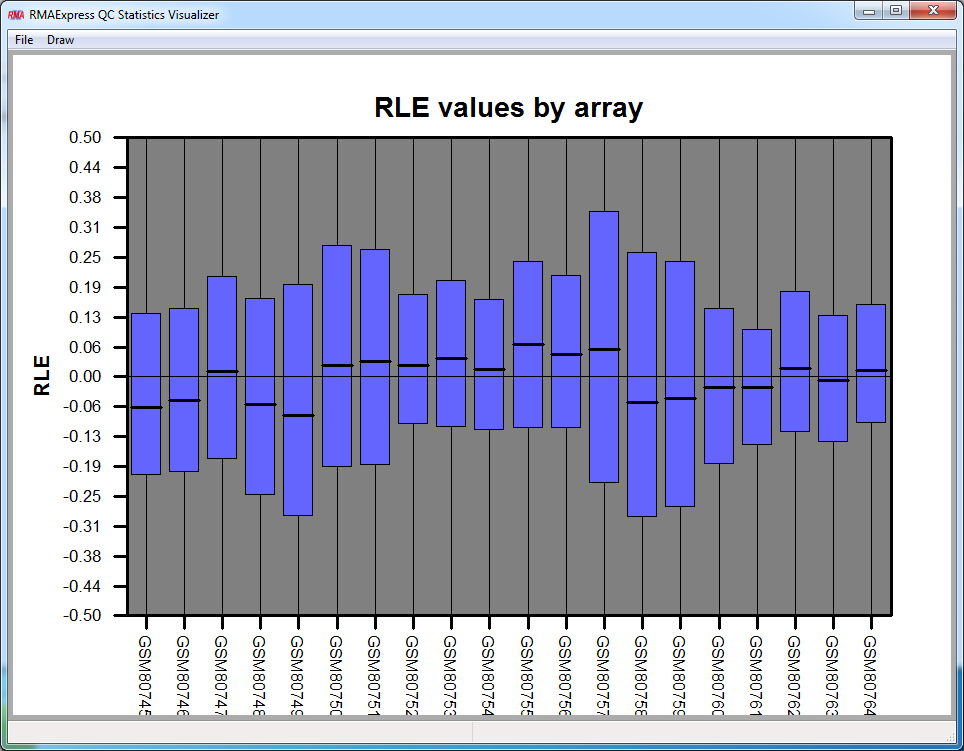 RMA RMAExpress QC Statistics Visualizer
File Draw
RLE values by array
0.50
0.44
0.38
0.31
0.25
0.19
0.13
0.06
0.00
-0.06
-0.13
-0.19
-0.25
-0.31
-0.38
-0.44
-0.50
RLE
GSM80745
GSM80746
GSM80747
GSM80748
GSM80749
GSM80750
GSM80751
GSM80752
GSM80753
GSM80754
GSM80755
GSM80756
GSM80757
GSM80758
GSM80759
GSM80760
GSM80761
GSM80762
GSM80763
GSM80764